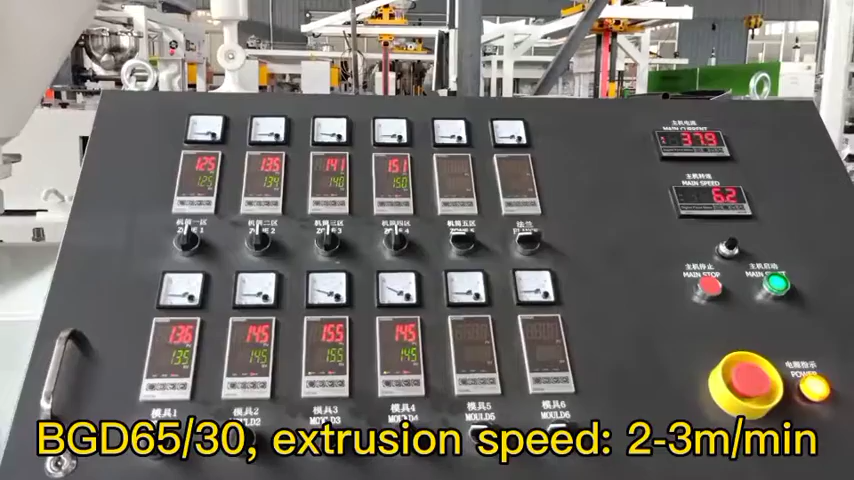 主机电流
MAIN CURRENT
37.9
125 135 141 151
125 134 140 150
主机转速
MAIN SPEED
6.2
机筒一区 机筒二区 机筒三区 机筒四区 机筒五区 法兰
ZONE 1 ZONE 2 ZONE 3 ZONE 4 ZONE 5
主机停止 主机启动
MAIN STOP MAIN START
136 145 155 145
135 145 155 145
电源指示
POWER
模具1 模具2 模具3 模具4 模具5 模具6
MOULD1 MOULD2 MOULD3 MOULD4 MOULD5 MOULD6
BGD65/30, extrusion speed: 2-3m/min